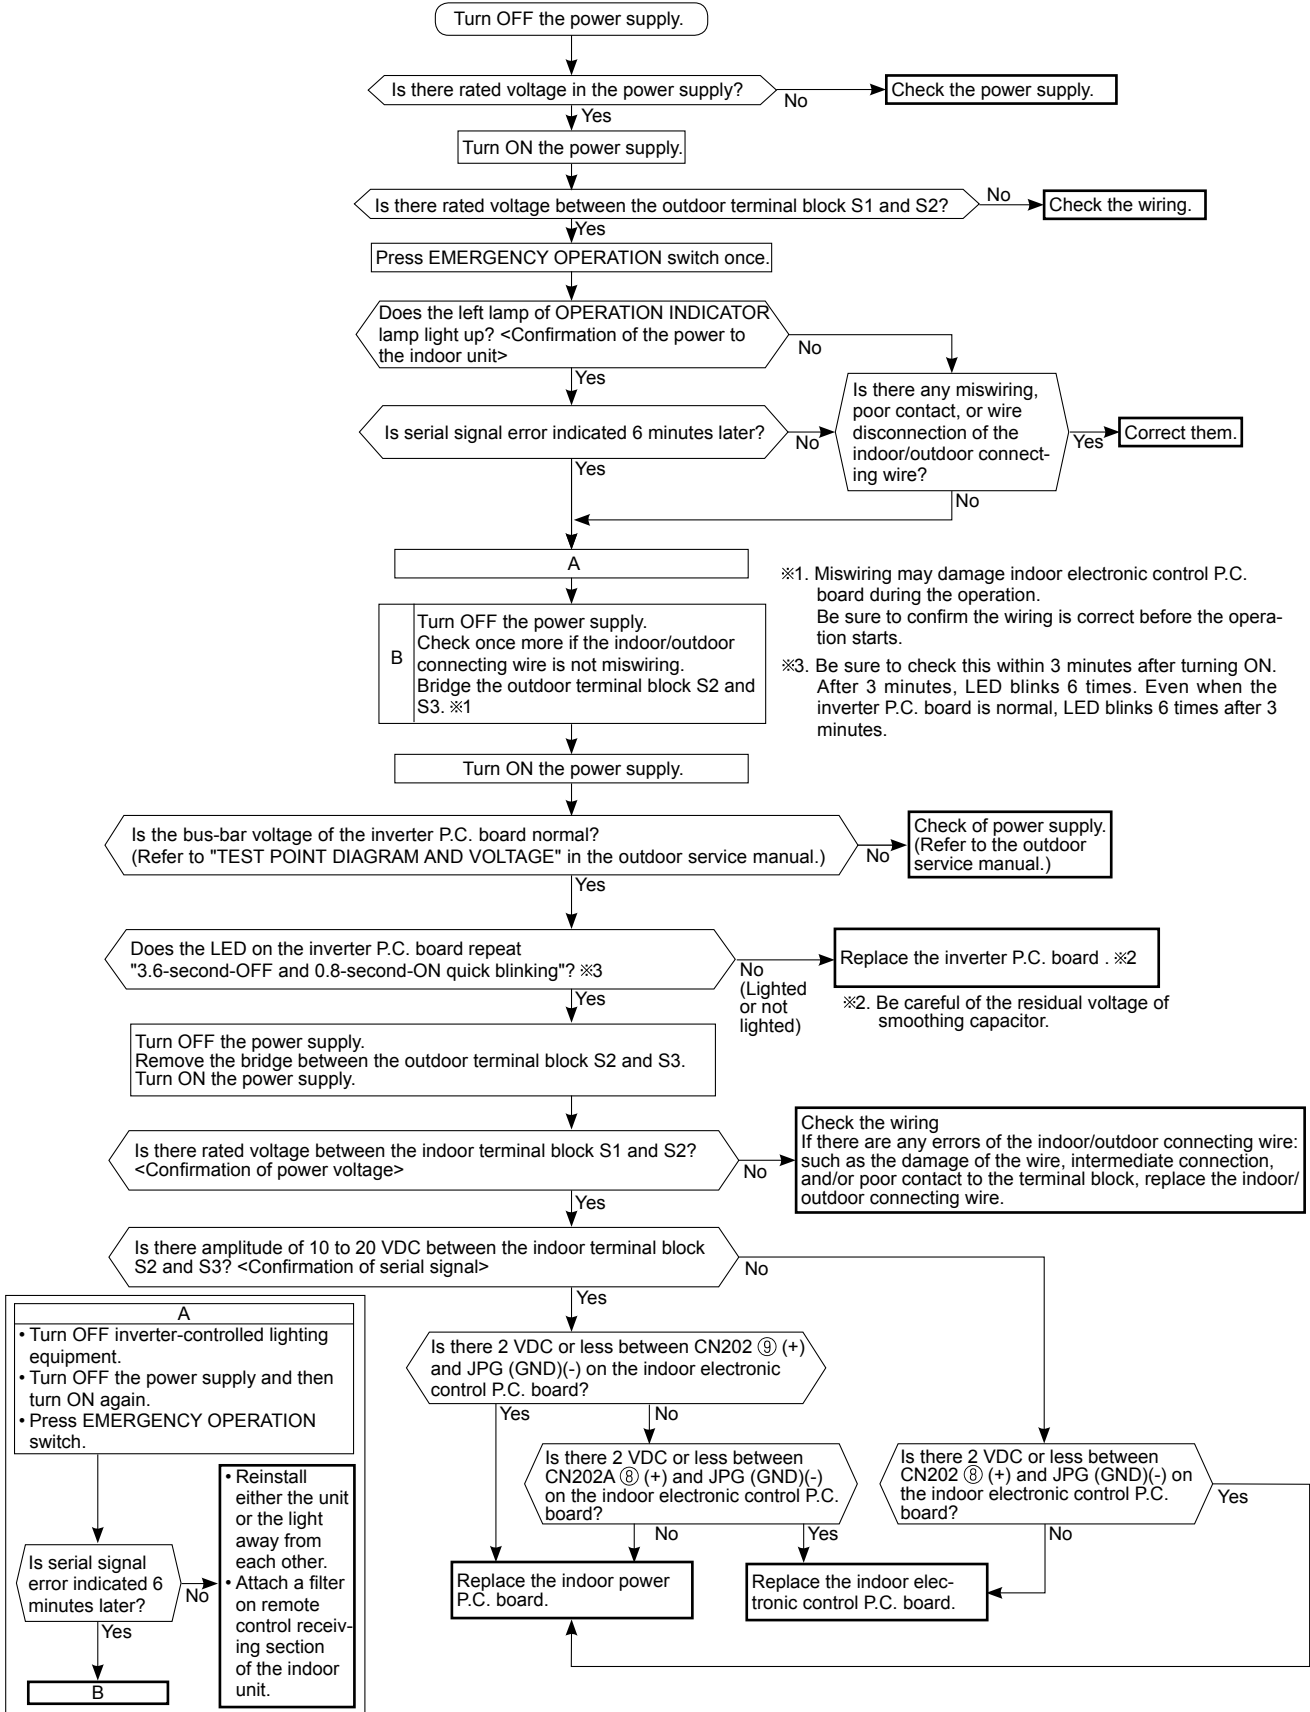 Turn OFF the power supply.
Is there rated voltage in the power supply?
No
Check the power supply.
Yes
Turn ON the power supply.
Is there rated voltage between the outdoor terminal block S1 and S2?
No
Check the wiring.
Yes
Press EMERGENCY OPERATION switch once.
Does the left lamp of OPERATION INDICATOR
lamp light up? <Confirmation of the power to
the indoor unit>
No
Yes
Is there any miswiring,
poor contact, or wire
disconnection of the
indoor/outdoor connect-
ing wire?
Yes
Correct them.
Is serial signal error indicated 6 minutes later?
No
Yes
No
A
B
Turn OFF the power supply.
Check once more if the indoor/outdoor
connecting wire is not miswiring.
Bridge the outdoor terminal block S2 and
S3. ※1
※1. Miswiring may damage indoor electronic control P.C.
board during the operation.
Be sure to confirm the wiring is correct before the opera-
tion starts.
※3. Be sure to check this within 3 minutes after turning ON.
After 3 minutes, LED blinks 6 times. Even when the
inverter P.C. board is normal, LED blinks 6 times after 3
minutes.
Turn ON the power supply.
Is the bus-bar voltage of the inverter P.C. board normal?
(Refer to "TEST POINT DIAGRAM AND VOLTAGE" in the outdoor service manual.)
No
Check of power supply.
(Refer to the outdoor
service manual.)
Yes
Does the LED on the inverter P.C. board repeat
"3.6-second-OFF and 0.8-second-ON quick blinking"? ※3
No
(Lighted
or not
lighted)
Replace the inverter P.C. board . ※2
※2. Be careful of the residual voltage of
smoothing capacitor.
Yes
Turn OFF the power supply.
Remove the bridge between the outdoor terminal block S2 and S3.
Turn ON the power supply.
Is there rated voltage between the indoor terminal block S1 and S2?
<Confirmation of power voltage>
No
Check the wiring
If there are any errors of the indoor/outdoor connecting wire:
such as the damage of the wire, intermediate connection,
and/or poor contact to the terminal block, replace the indoor/
outdoor connecting wire.
Yes
Is there amplitude of 10 to 20 VDC between the indoor terminal block
S2 and S3? <Confirmation of serial signal>
No
Yes
Is there 2 VDC or less between CN202 ⑨ (+)
and JPG (GND)(-) on the indoor electronic
control P.C. board?
Yes
No
Is there 2 VDC or less between
CN202A ⑧ (+) and JPG (GND)(-)
on the indoor electronic control P.C.
board?
No
Yes
Is there 2 VDC or less between
CN202 ⑧ (+) and JPG (GND)(-) on
the indoor electronic control P.C.
board?
Yes
No
Replace the indoor power
P.C. board.
Replace the indoor elec-
tronic control P.C. board.
A
• Turn OFF inverter-controlled lighting
equipment.
• Turn OFF the power supply and then
turn ON again.
• Press EMERGENCY OPERATION
switch.
Is serial signal
error indicated 6
minutes later?
No
• Reinstall
either the unit
or the light
away from
each other.
• Attach a filter
on remote
control receiv-
ing section
of the indoor
unit.
Yes
B